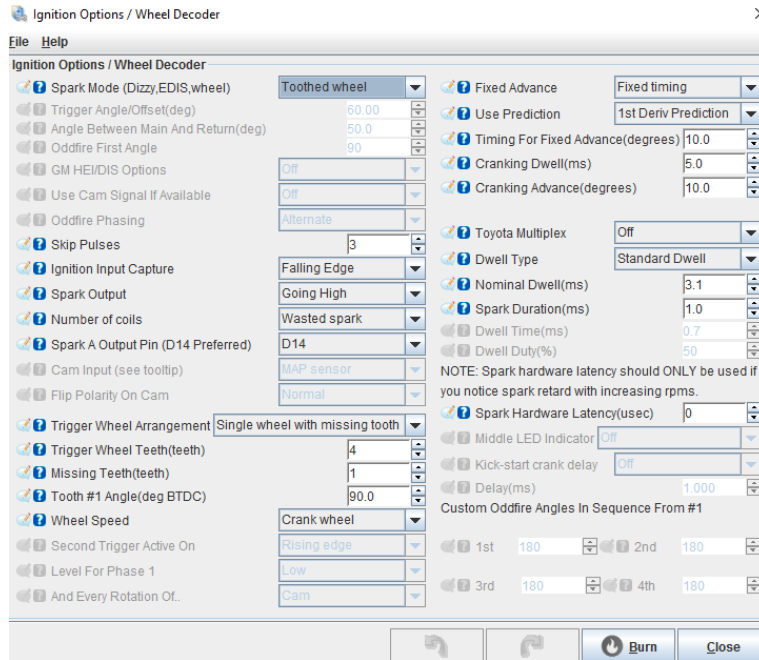 Ignition Options / Wheel Decoder
File Help
Ignition Options / Wheel Decoder
Spark Mode (Dizzy,EDIS,wheel) Toothed wheel
Trigger Angle/Offset(deg) 60.00
Angle Between Main And Return(deg) 50.0
Oddfire First Angle 90
GM HEI/DIS Options Off
Use Cam Signal If Available Off
Oddfire Phasing Alternate
Skip Pulses 3
Ignition Input Capture Falling Edge
Spark Output Going High
Number of coils Wasted spark
Spark A Output Pin (D14 Preferred) D14
Cam Input (see tooltip) MAP sensor
Flip Polarity On Cam Normal
Trigger Wheel Arrangement Single wheel with missing tooth
Trigger Wheel Teeth(teeth) 4
Missing Teeth(teeth) 1
Tooth #1 Angle(deg BTDC) 90.0
Wheel Speed Crank wheel
Second Trigger Active On Rising edge
Level For Phase 1 Low
And Every Rotation Of.. Cam
Fixed Advance Fixed timing
Use Prediction 1st Deriv Prediction
Timing For Fixed Advance(degrees) 10.0
Cranking Dwell(ms) 5.0
Cranking Advance(degrees) 10.0
Toyota Multiplex Off
Dwell Type Standard Dwell
Nominal Dwell(ms) 3.1
Spark Duration(ms) 1.0
Dwell Time(ms) 0.7
Dwell Duty(%) 50
NOTE: Spark hardware latency should ONLY be used if
you notice spark retard with increasing rpms.
Spark Hardware Latency(usec) 0
Middle LED Indicator Off
Kick-start crank delay Off
Delay(ms) 1.000
Custom Oddfire Angles In Sequence From #1
1st 180 2nd 180
3rd 180 4th 180
Burn Close